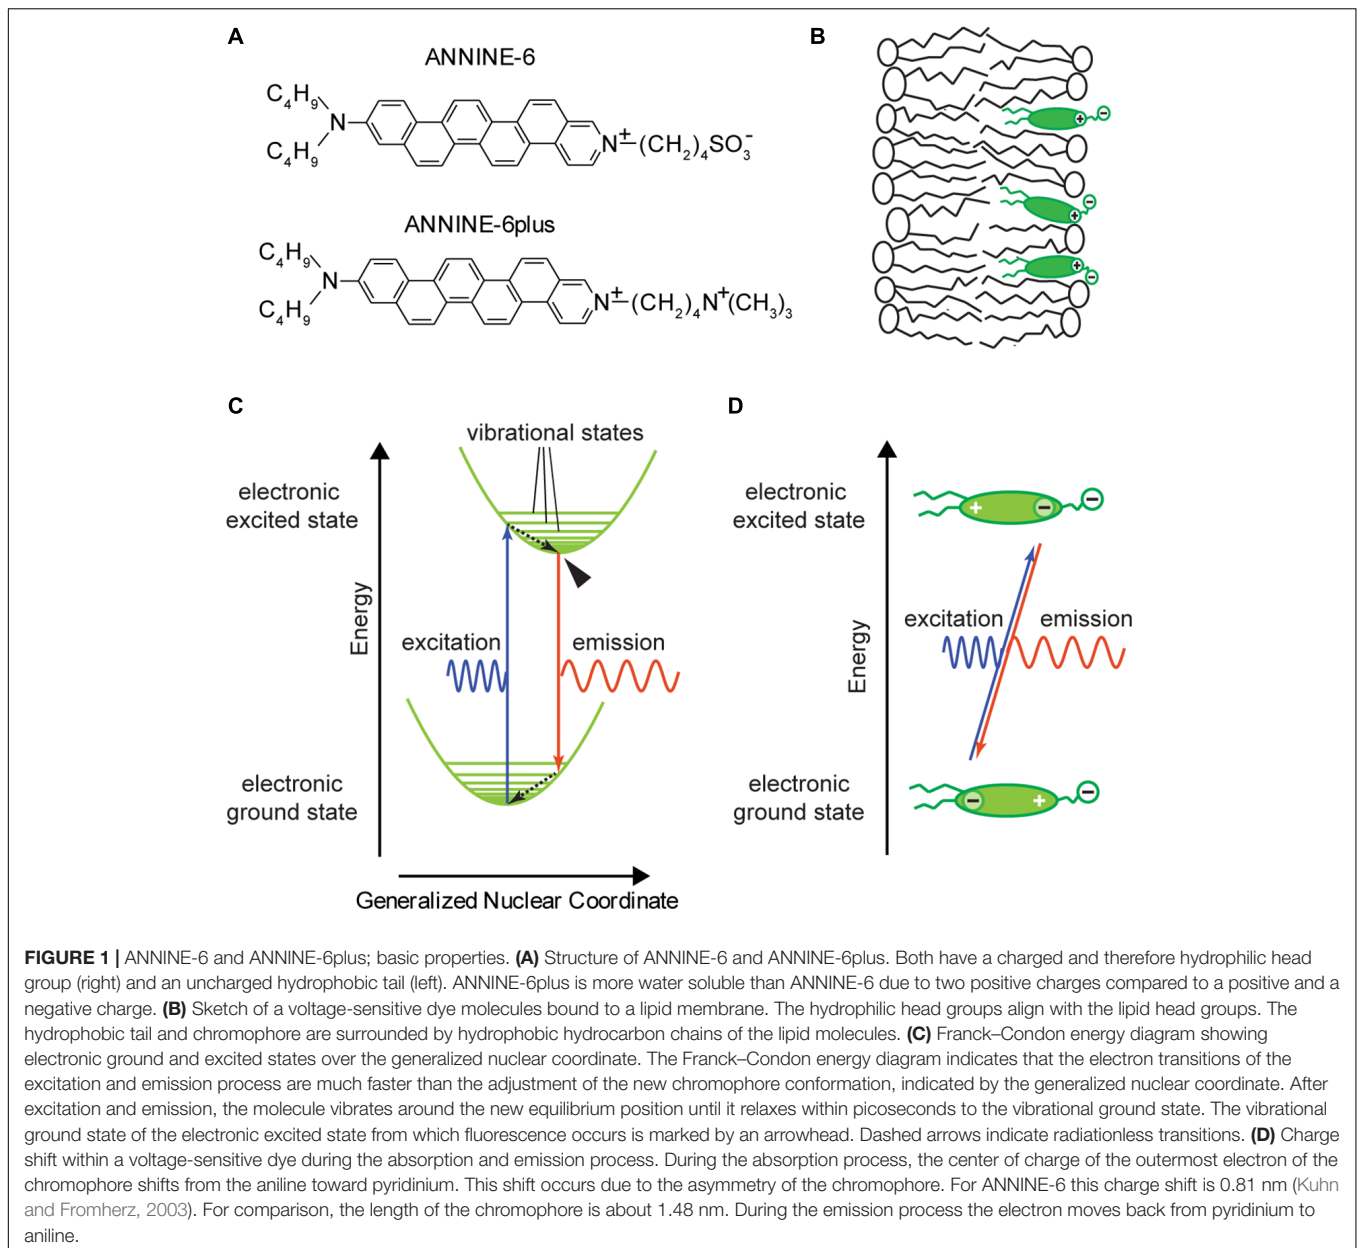 A
ANNINE-6
C₄H₉
C₄H₉
N
N⁺–(CH₂)₄SO₃⁻
ANNINE-6plus
C₄H₉
C₄H₉
N
N⁺–(CH₂)₄N⁺(CH₃)₃
B
+ −
+ −
+ −
C
vibrational states
electronic
excited state
Energy
excitation
emission
electronic
ground state
Generalized Nuclear Coordinate
D
electronic
excited state
+ − −
Energy
excitation
emission
electronic
ground state
− + −
FIGURE 1 | ANNINE-6 and ANNINE-6plus; basic properties. (A) Structure of ANNINE-6 and ANNINE-6plus. Both have a charged and therefore hydrophilic head
group (right) and an uncharged hydrophobic tail (left). ANNINE-6plus is more water soluble than ANNINE-6 due to two positive charges compared to a positive and a
negative charge. (B) Sketch of a voltage-sensitive dye molecules bound to a lipid membrane. The hydrophilic head groups align with the lipid head groups. The
hydrophobic tail and chromophore are surrounded by hydrophobic hydrocarbon chains of the lipid molecules. (C) Franck–Condon energy diagram showing
electronic ground and excited states over the generalized nuclear coordinate. The Franck–Condon energy diagram indicates that the electron transitions of the
excitation and emission process are much faster than the adjustment of the new chromophore conformation, indicated by the generalized nuclear coordinate. After
excitation and emission, the molecule vibrates around the new equilibrium position until it relaxes within picoseconds to the vibrational ground state. The vibrational
ground state of the electronic excited state from which fluorescence occurs is marked by an arrowhead. Dashed arrows indicate radiationless transitions. (D) Charge
shift within a voltage-sensitive dye during the absorption and emission process. During the absorption process, the center of charge of the outermost electron of the
chromophore shifts from the aniline toward pyridinium. This shift occurs due to the asymmetry of the chromophore. For ANNINE-6 this charge shift is 0.81 nm (Kuhn
and Fromherz, 2003). For comparison, the length of the chromophore is about 1.48 nm. During the emission process the electron moves back from pyridinium to
aniline.